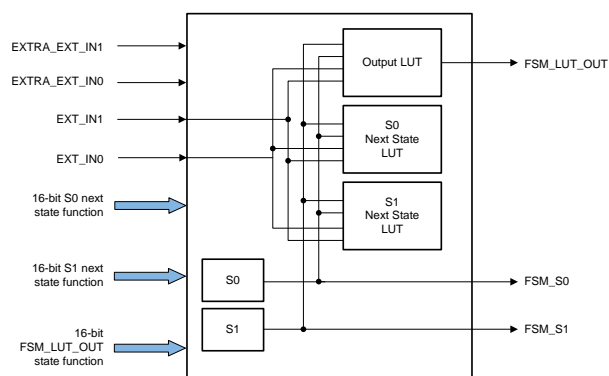 EXTRA_EXT_IN1
EXTRA_EXT_IN0
EXT_IN1
EXT_IN0
16-bit S0 next
state function
16-bit S1 next
state function
16-bit
FSM_LUT_OUT
state function
Output LUT
S0
Next State
LUT
S1
Next State
LUT
S0
S1
FSM_LUT_OUT
FSM_S0
FSM_S1